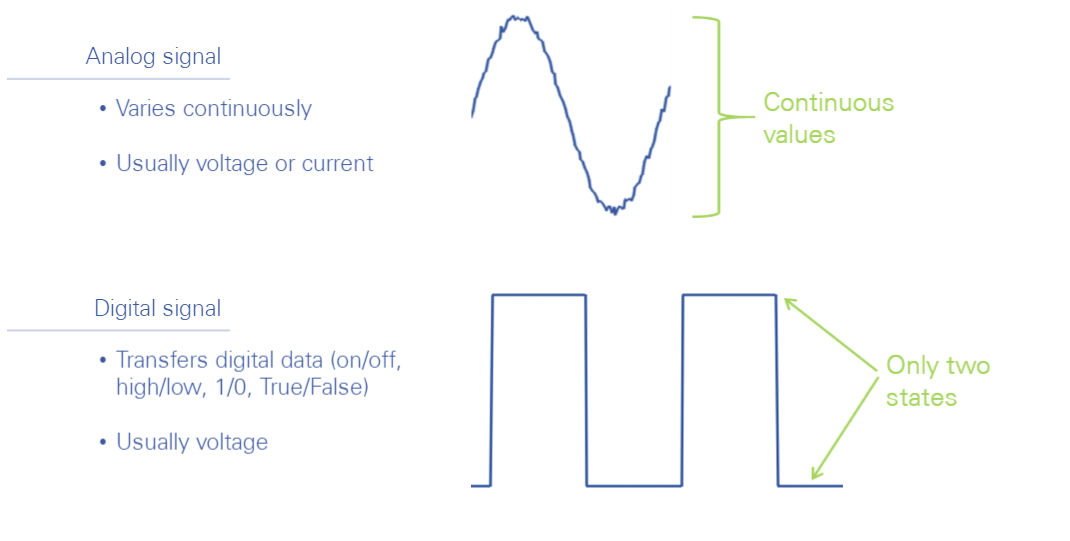 Analog signal
• Varies continuously
• Usually voltage or current
Continuous
values
Digital signal
• Transfers digital data (on/off,
high/low, 1/0, True/False)
• Usually voltage
Only two
states